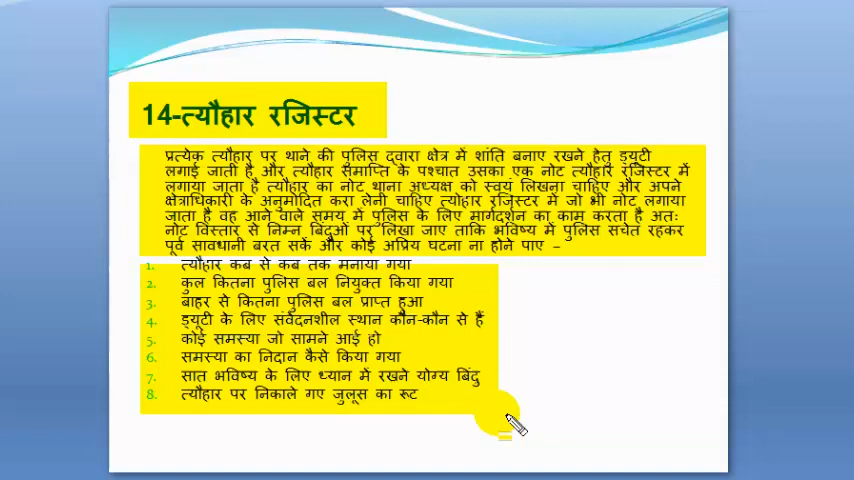 14-त्यौहार रजिस्टर
प्रत्येक त्यौहार पर थाने की पुलिस द्वारा क्षेत्र में शांति बनाए रखने हेतु ड्यूटी
लगाई जाती है और त्यौहार समाप्ति के पश्चात उसका एक नोट त्यौहार रजिस्टर में
लगाया जाता है त्यौहार का नोट थाना अध्यक्ष को स्वयं लिखना चाहिए और अपने
क्षेत्राधिकारी के अनुमोदित करा लेनी चाहिए त्योहार रजिस्टर में जो भी नोट लगाया
जाता है वह आने वाले समय में पुलिस के लिए मार्गदर्शन का काम करता है अतः
नोट विस्तार से निम्न बिंदुओं पर लिखा जाए ताकि भविष्य में पुलिस सचेत रहकर
पूर्व सावधानी बरत सकें और कोई अप्रिय घटना ना होने पाए –
1. त्यौहार कब से कब तक मनाया गया
2. कुल कितना पुलिस बल नियुक्त किया गया
3. बाहर से कितना पुलिस बल प्राप्त हुआ
4. ड्यूटी के लिए संवेदनशील स्थान कौन-कौन से हैं
5. कोई समस्या जो सामने आई हो
6. समस्या का निदान कैसे किया गया
7. सात भविष्य के लिए ध्यान में रखने योग्य बिंदु
8. त्यौहार पर निकाले गए जुलूस का रूट